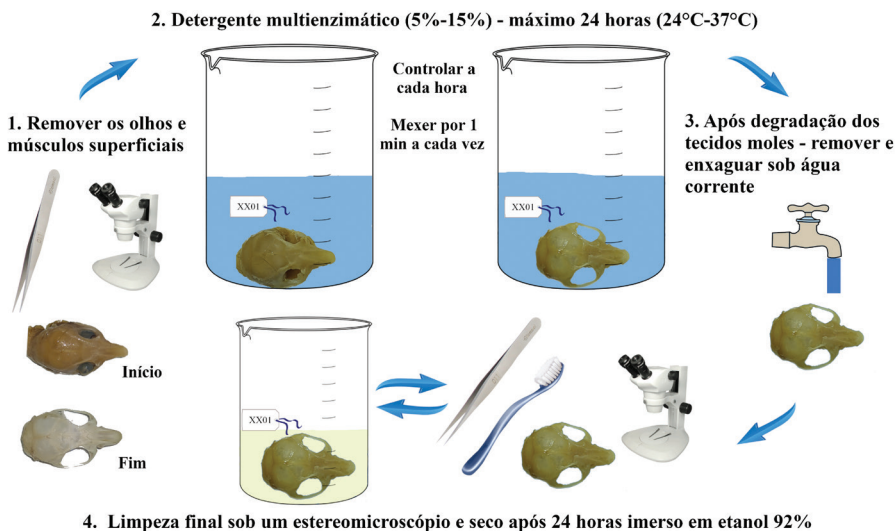 2. Detergente multienzimático (5%-15%) - máximo 24 horas (24°C-37°C)
Controlar a
cada hora
Mexer por 1
min a cada vez
1. Remover os olhos e
músculos superficiais
3. Após degradação dos
tecidos moles - remover e
enxaguar sob água
corrente
XX01
XX01
Início
Fim
XX01
4. Limpeza final sob um estereomicroscópio e seco após 24 horas imerso em etanol 92%